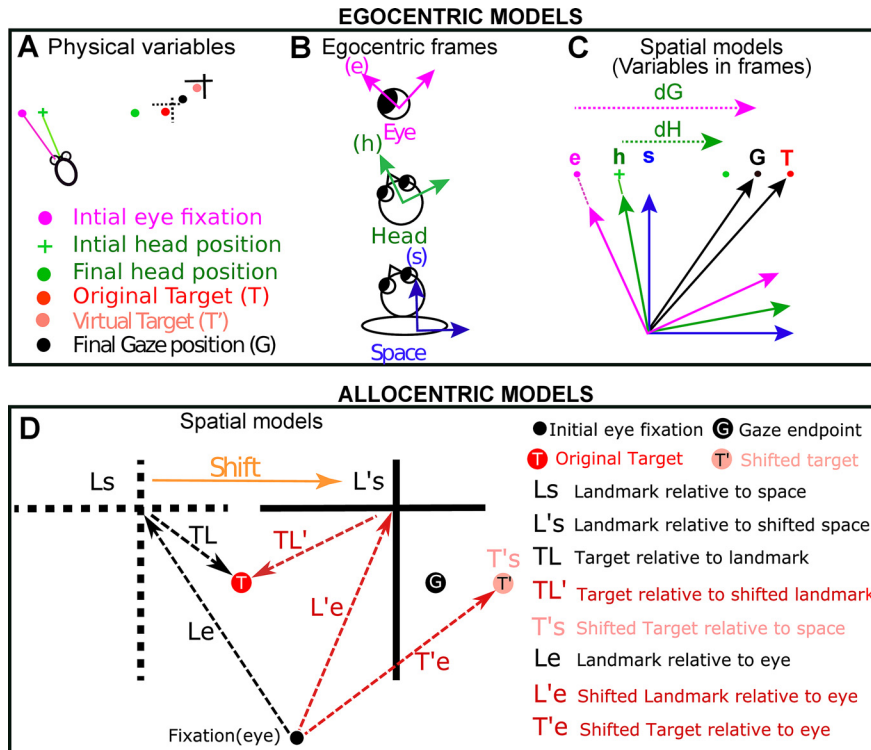 EGOCENTRIC MODELS
A Physical variables
Intial eye fixation
Intial head position
Final head position
Original Target (T)
Virtual Target (T')
Final Gaze position (G)
B Egocentric frames
(e)
Eye
(h)
Head
(s)
Space
C Spatial models
(Variables in frames)
dG
dH
e h s G T
ALLOCENTRIC MODELS
D Spatial models
Ls Shift L's
TL TL'
T G T's
T'
Le L'e T'e
Fixation(eye)
Initial eye fixation G Gaze endpoint
T Original Target T' Shifted target
Ls Landmark relative to space
L's Landmark relative to shifted space
TL Target relative to landmark
TL' Target relative to shifted landmark
T's Shifted Target relative to space
Le Landmark relative to eye
L'e Shifted Landmark relative to eye
T'e Shifted Target relative to eye